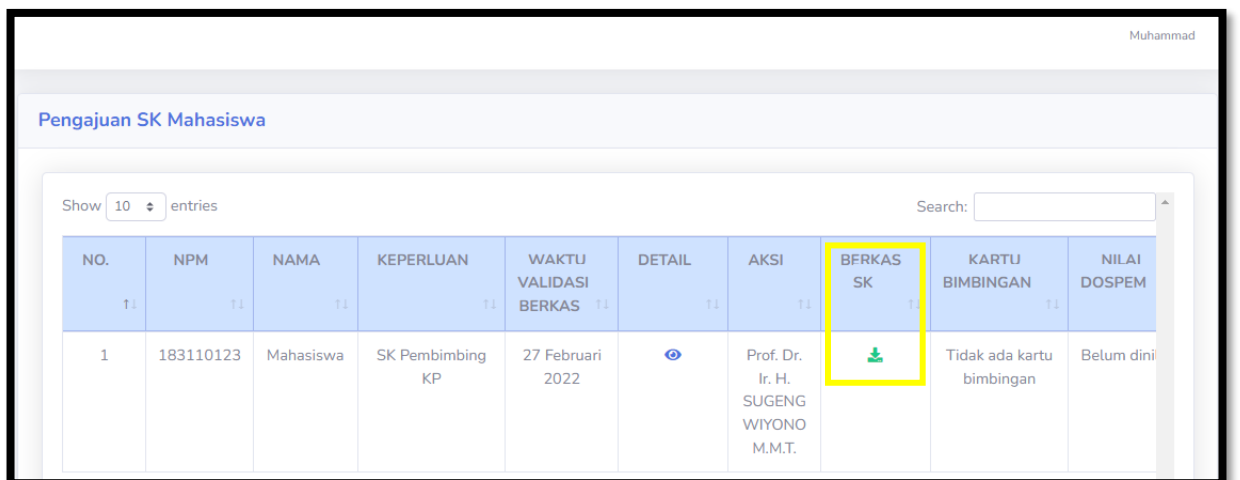 Muhammad
Pengajuan SK Mahasiswa
Show 10 entries
Search:
NO. NPM NAMA KEPERLUAN WAKTU VALIDASI BERKAS DETAIL AKSI BERKAS SK KARTU BIMBINGAN NILAI DOSPEM
1 183110123 Mahasiswa SK Pembimbing KP 27 Februari 2022 Prof. Dr. Ir. H. SUGENG WIYONO M.M.T. Tidak ada kartu bimbingan Belum dini